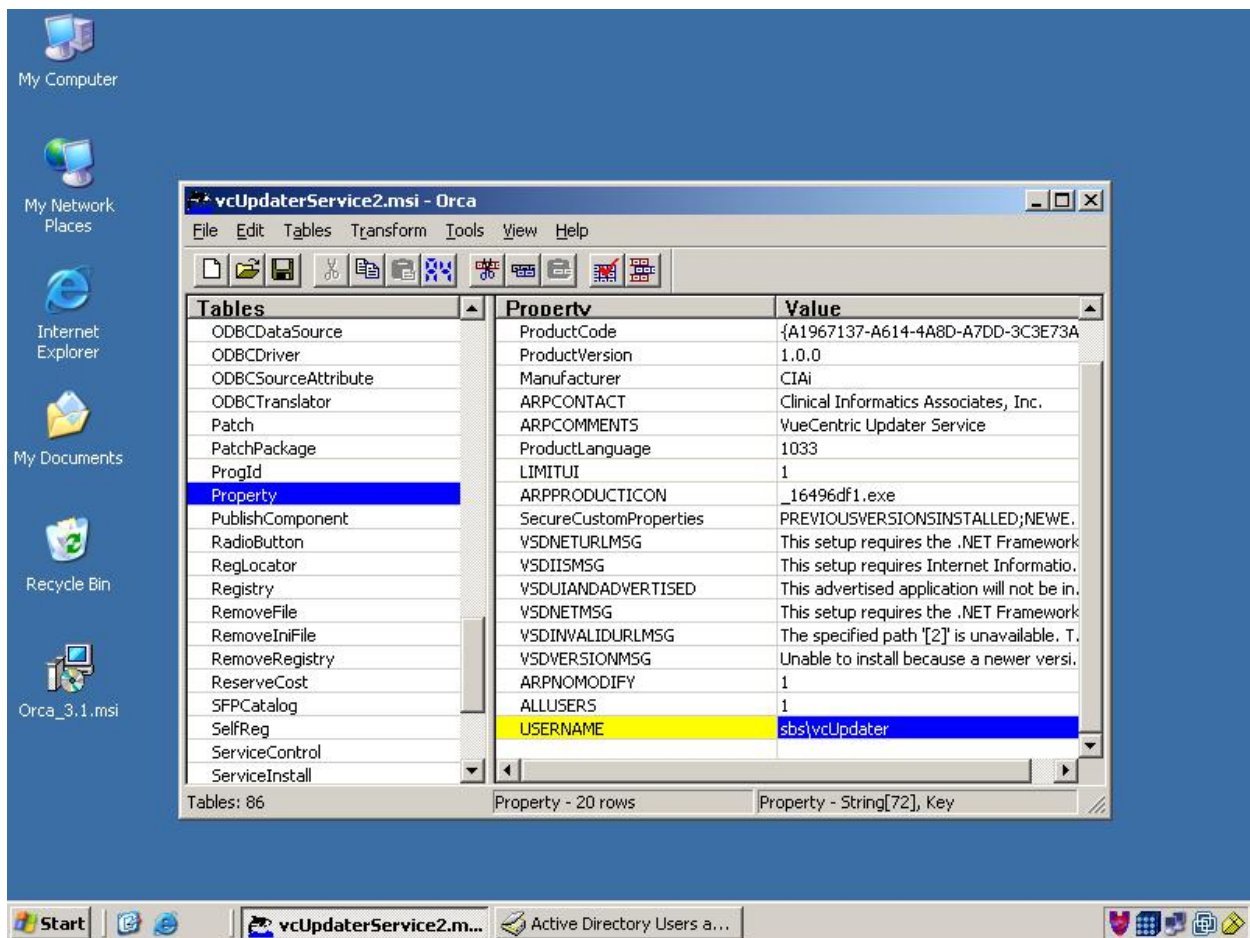 My Computer
My Network
Places
Internet
Explorer
My Documents
Recycle Bin
Orca_3.1.msi
vcUpdaterService2.msi - Orca
File Edit Tables Transform Tools View Help
Tables
ODBCDataSource
ODBCDriver
ODBCSourceAttribute
ODBCTranslator
Patch
PatchPackage
ProgId
Property
PublishComponent
RadioButton
RegLocator
Registry
RemoveFile
RemoveIniFile
RemoveRegistry
ReserveCost
SFPCatalog
SelfReg
ServiceControl
ServiceInstall
Property Value
ProductCode {A1967137-A614-4A8D-A7DD-3C3E73A
ProductVersion 1.0.0
Manufacturer CIAi
ARPCONTACT Clinical Informatics Associates, Inc.
ARPCOMMENTS VueCentric Updater Service
ProductLanguage 1033
LIMITUI 1
ARPPRODUCTICON _16496df1.exe
SecureCustomProperties PREVIOUSVERSIONSINSTALLED;NEWE.
VSDNETURLMSG This setup requires the .NET Framework
VSDIISMSG This setup requires Internet Informatio.
VSDUIANDADVERTISED This advertised application will not be in.
VSDNETMSG This setup requires the .NET Framework
VSDINVALIDURLMSG The specified path '[2]' is unavailable. T.
VSDVERSIONMSG Unable to install because a newer versi.
ARPNOMODIFY 1
ALLUSERS 1
USERNAME sbs\vcUpdater
Tables: 86 Property - 20 rows Property - String[72], Key
Start vcUpdaterService2.m... Active Directory Users a...